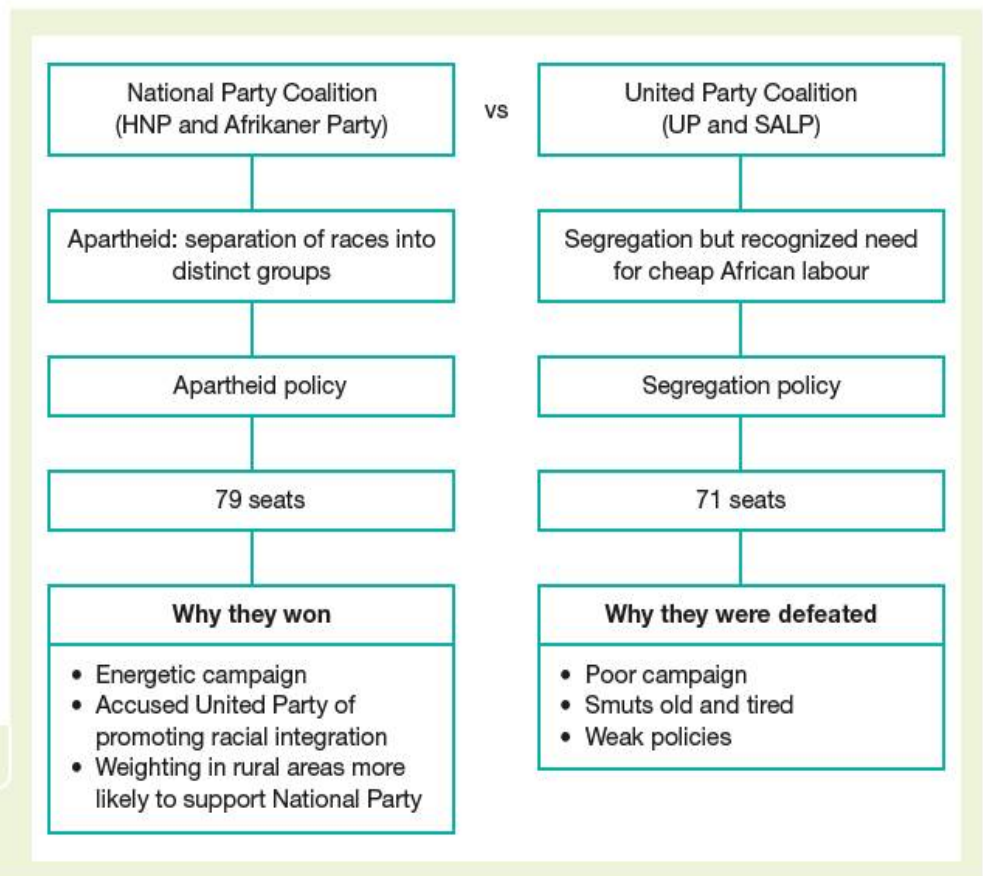 National Party Coalition
(HNP and Afrikaner Party)
vs
United Party Coalition
(UP and SALP)
Apartheid: separation of races into
distinct groups
Segregation but recognized need
for cheap African labour
Apartheid policy
Segregation policy
79 seats
71 seats
Why they won
• Energetic campaign
• Accused United Party of
promoting racial integration
• Weighting in rural areas more
likely to support National Party
Why they were defeated
• Poor campaign
• Smuts old and tired
• Weak policies